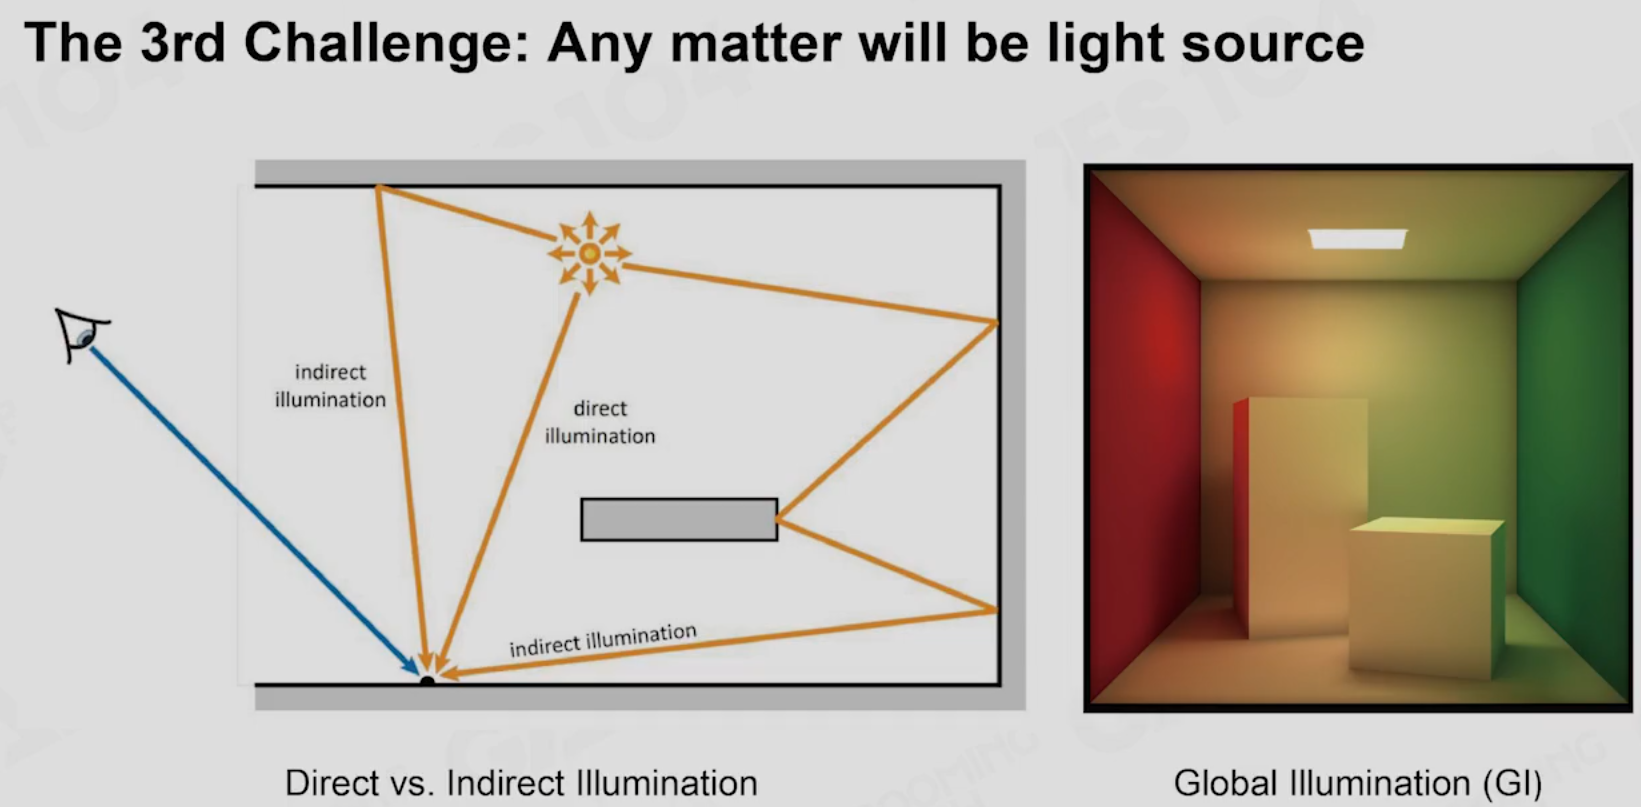 The 3rd Challenge: Any matter will be light source
indirect
illumination
direct
illumination
indirect illumination
Direct vs. Indirect Illumination
Global Illumination (GI)